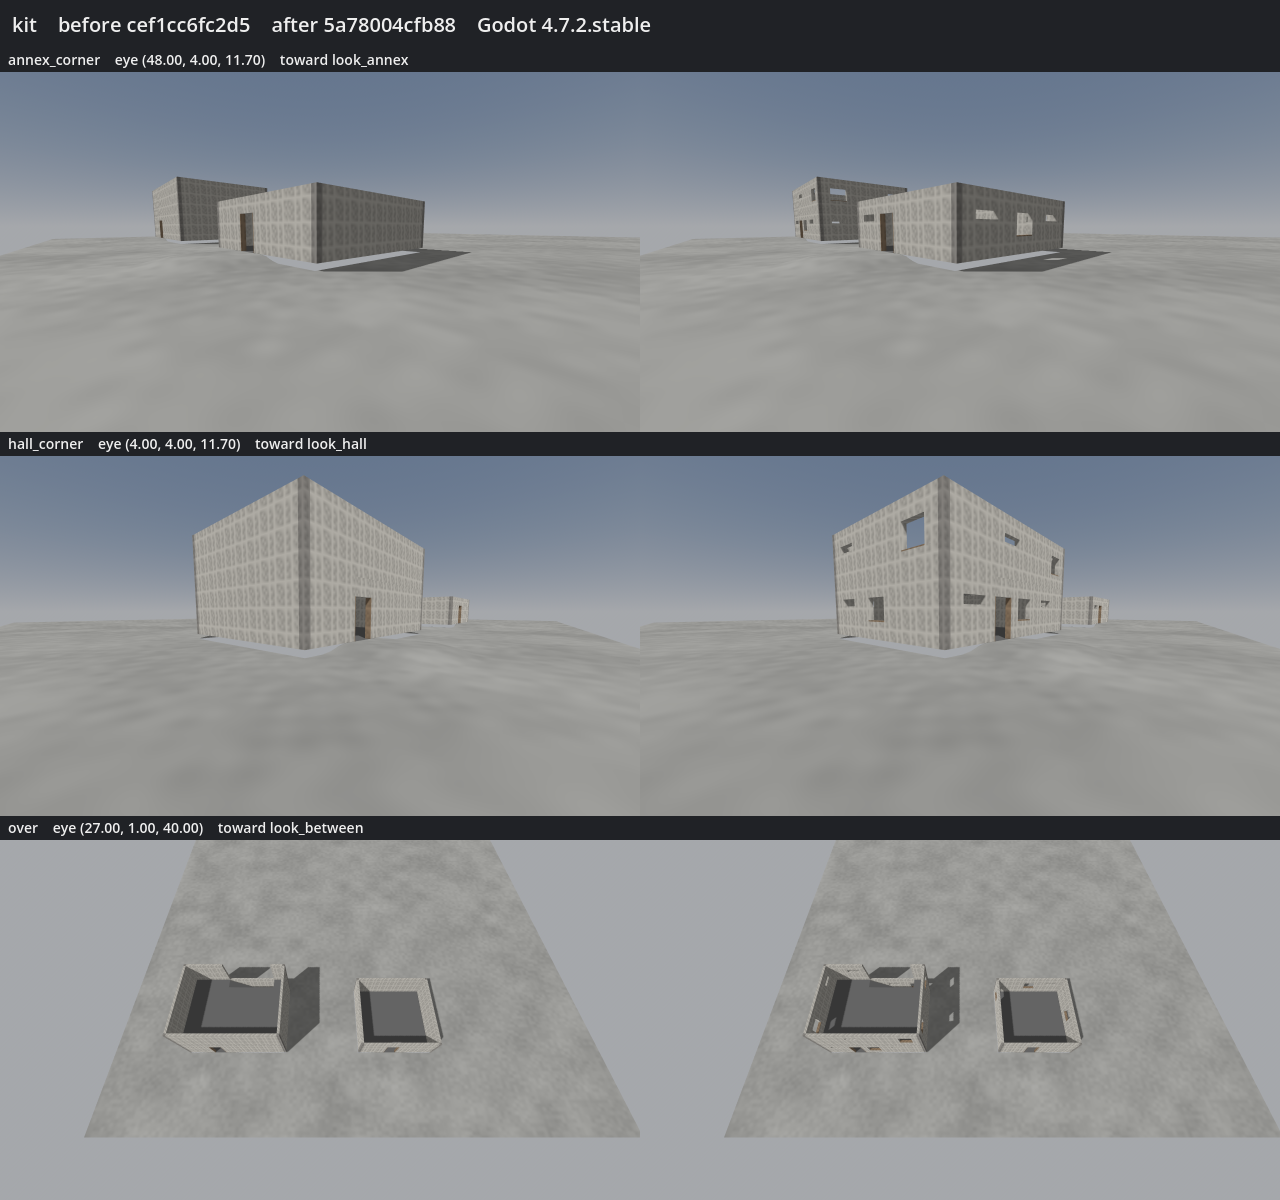 kit    before cef1cc6fc2d5    after 5a78004cfb88    Godot 4.7.2.stable
annex_corner    eye (48.00, 4.00, 11.70)    toward look_annex
hall_corner    eye (4.00, 4.00, 11.70)    toward look_hall
over    eye (27.00, 1.00, 40.00)    toward look_between